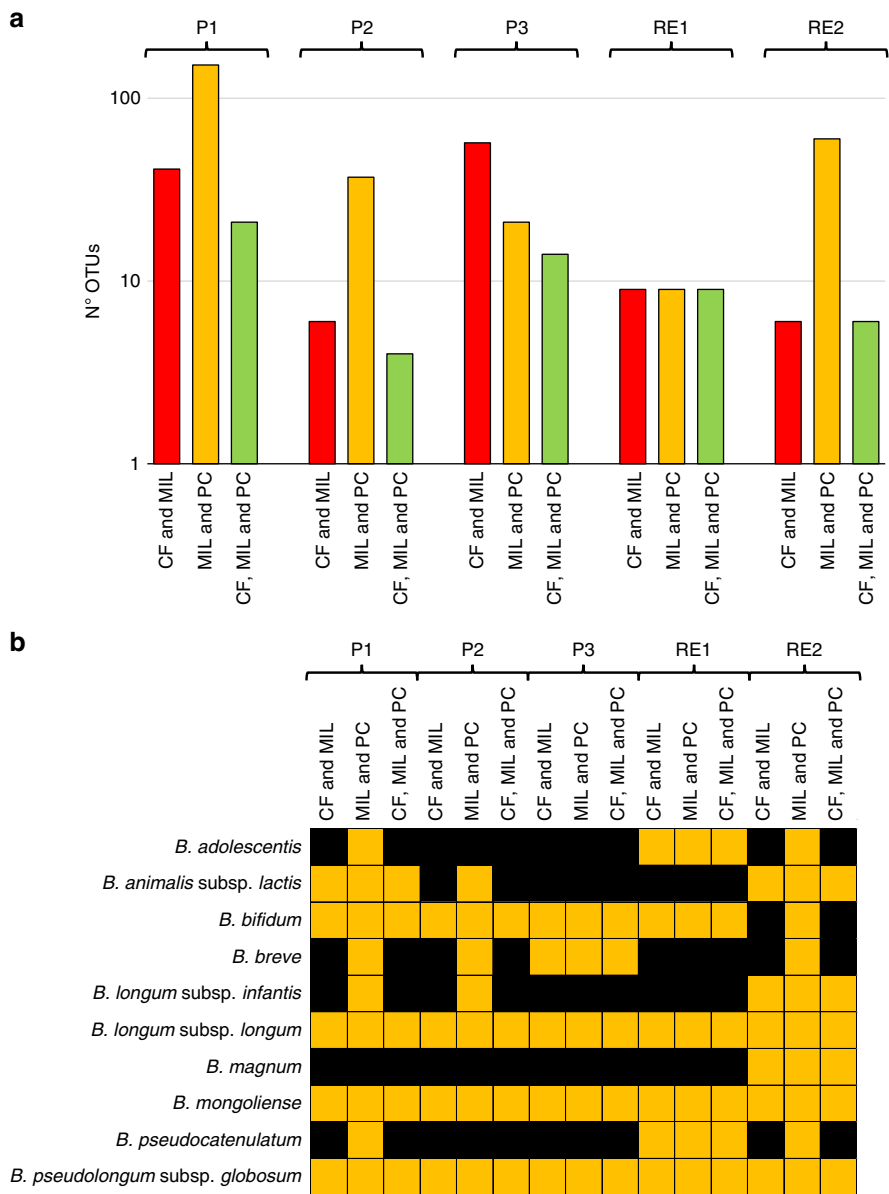 a
P1 P2 P3 RE1 RE2
100
10
1
N° OTUs
CF and MIL
MIL and PC
CF, MIL and PC
CF and MIL
MIL and PC
CF, MIL and PC
CF and MIL
MIL and PC
CF, MIL and PC
CF and MIL
MIL and PC
CF, MIL and PC
CF and MIL
MIL and PC
CF, MIL and PC
b
P1 P2 P3 RE1 RE2
CF and MIL
MIL and PC
CF, MIL and PC
CF and MIL
MIL and PC
CF, MIL and PC
CF and MIL
MIL and PC
CF, MIL and PC
CF and MIL
MIL and PC
CF, MIL and PC
CF and MIL
MIL and PC
CF, MIL and PC
B. adolescentis
B. animalis subsp. lactis
B. bifidum
B. breve
B. longum subsp. infantis
B. longum subsp. longum
B. magnum
B. mongoliense
B. pseudocatenulatum
B. pseudolongum subsp. globosum